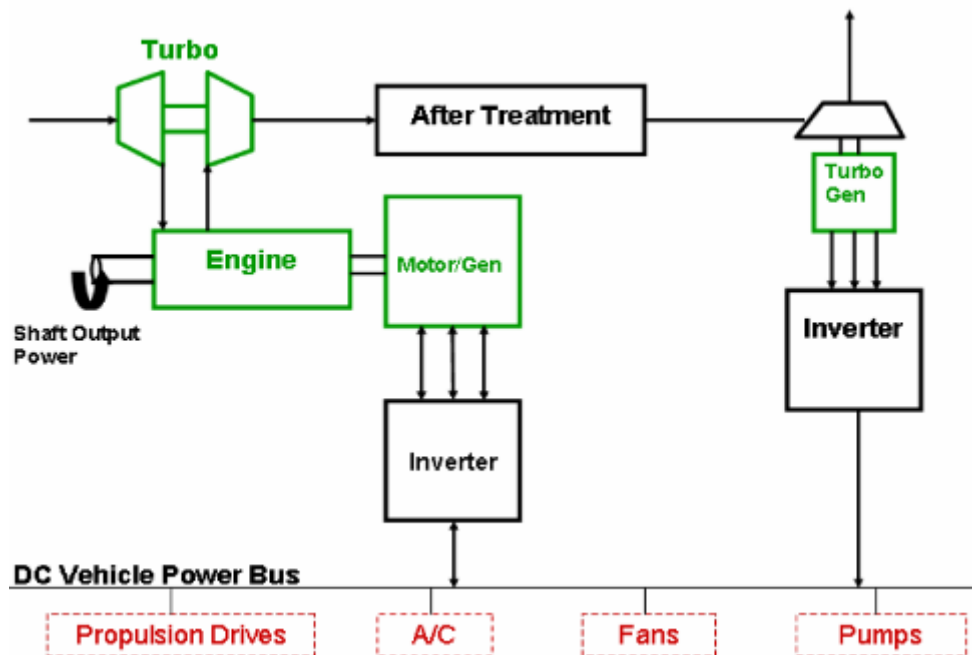 Turbo
After Treatment
Turbo
Gen
Engine
Motor/Gen
Shaft Output
Power
Inverter
Inverter
DC Vehicle Power Bus
Propulsion Drives
A/C
Fans
Pumps